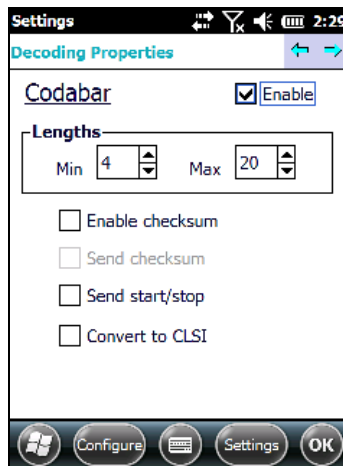 Settings 2:29
Decoding Properties
Codabar Enable
Lengths
Min 4 Max 20
Enable checksum
Send checksum
Send start/stop
Convert to CLSI
Configure Settings OK